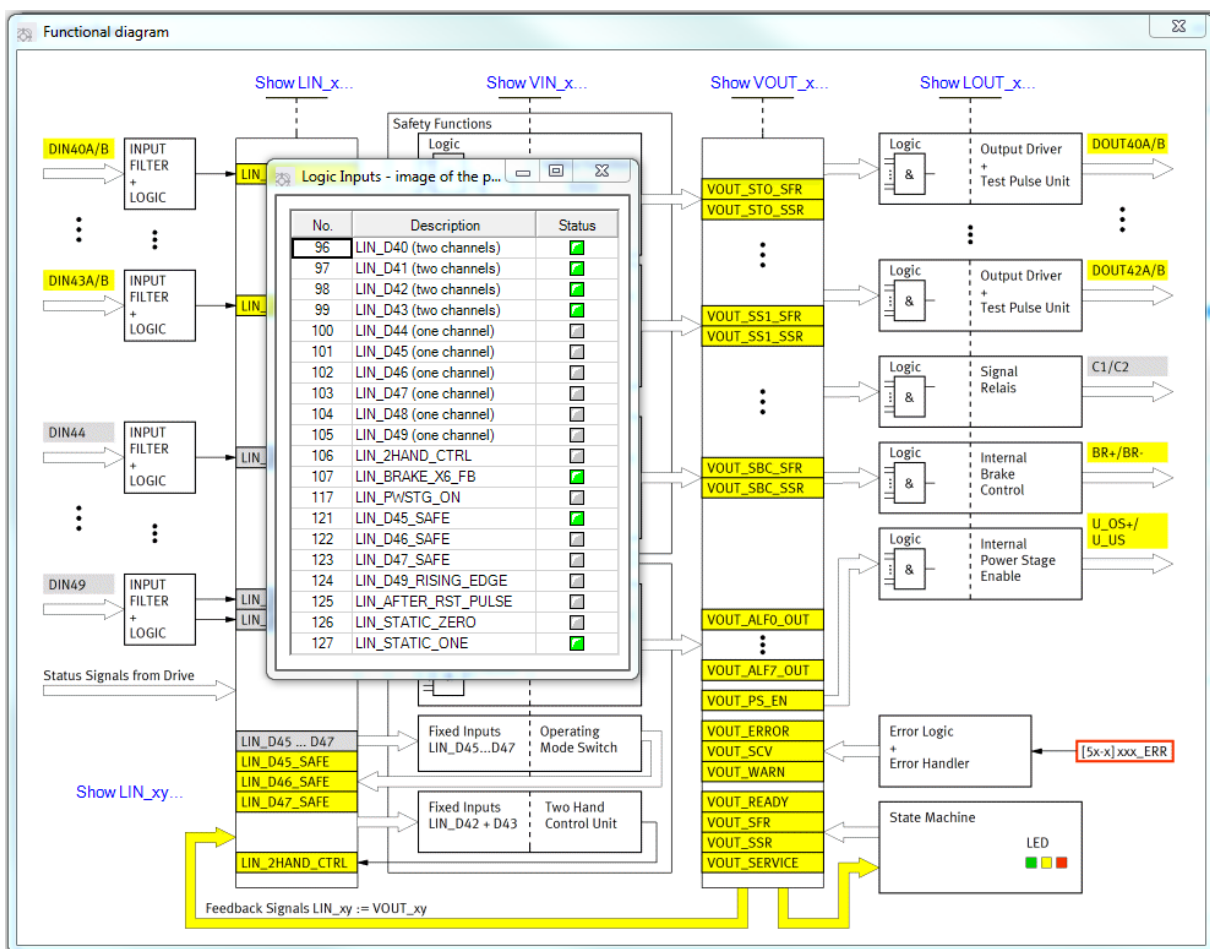 Functional diagram
Show LIN_x...
Show VIN_x...
Show VOUT_x...
Show LOUT_x...
DIN40A/B
INPUT
FILTER
+
LOGIC
DIN43A/B
INPUT
FILTER
+
LOGIC
DIN44
INPUT
FILTER
+
LOGIC
DIN49
INPUT
FILTER
+
LOGIC
Status Signals from Drive
Show LIN_xy...
LIN_
LIN_
LIN_
LIN_
LIN_
LIN_D45 ... D47
LIN_D45_SAFE
LIN_D46_SAFE
LIN_D47_SAFE
LIN_2HAND_CTRL
Safety Functions
Logic
Logic Inputs - image of the p...
No. Description Status
96 LIN_D40 (two channels)
97 LIN_D41 (two channels)
98 LIN_D42 (two channels)
99 LIN_D43 (two channels)
100 LIN_D44 (one channel)
101 LIN_D45 (one channel)
102 LIN_D46 (one channel)
103 LIN_D47 (one channel)
104 LIN_D48 (one channel)
105 LIN_D49 (one channel)
106 LIN_2HAND_CTRL
107 LIN_BRAKE_X6_FB
117 LIN_PWSTG_ON
121 LIN_D45_SAFE
122 LIN_D46_SAFE
123 LIN_D47_SAFE
124 LIN_D49_RISING_EDGE
125 LIN_AFTER_RST_PULSE
126 LIN_STATIC_ZERO
127 LIN_STATIC_ONE
Fixed Inputs
LIN_D45...D47
Operating
Mode Switch
Fixed Inputs
LIN_D42 + D43
Two Hand
Control Unit
VOUT_STO_SFR
VOUT_STO_SSR
VOUT_SS1_SFR
VOUT_SS1_SSR
VOUT_SBC_SFR
VOUT_SBC_SSR
VOUT_ALF0_OUT
VOUT_ALF7_OUT
VOUT_PS_EN
VOUT_ERROR
VOUT_SCV
VOUT_WARN
VOUT_READY
VOUT_SFR
VOUT_SSR
VOUT_SERVICE
Logic
&
Output Driver
+
Test Pulse Unit
DOUT40A/B
Logic
&
Output Driver
+
Test Pulse Unit
DOUT42A/B
Logic
&
Signal
Relais
C1/C2
Logic
&
Internal
Brake
Control
BR+/BR-
Logic
&
Internal
Power Stage
Enable
U_OS+/
U_US
Error Logic
+
Error Handler
[5x-x] xxx_ERR
State Machine
LED
Feedback Signals LIN_xy := VOUT_xy